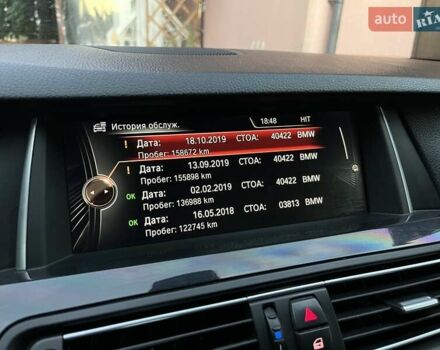 auto RIA
История обслуж. 18:48 HIT
! Дата: 18.10.2019 СТОА: 40422 BMW
Пробег: 158672 km
! Дата: 13.09.2019 СТОА: 40422 BMW
Пробег: 155898 km
OK Дата: 02.02.2019 СТОА: 40422 BMW
Пробег: 136988 km
OK Дата: 16.05.2018 СТОА: 03813 BMW
Пробег: 122745 km